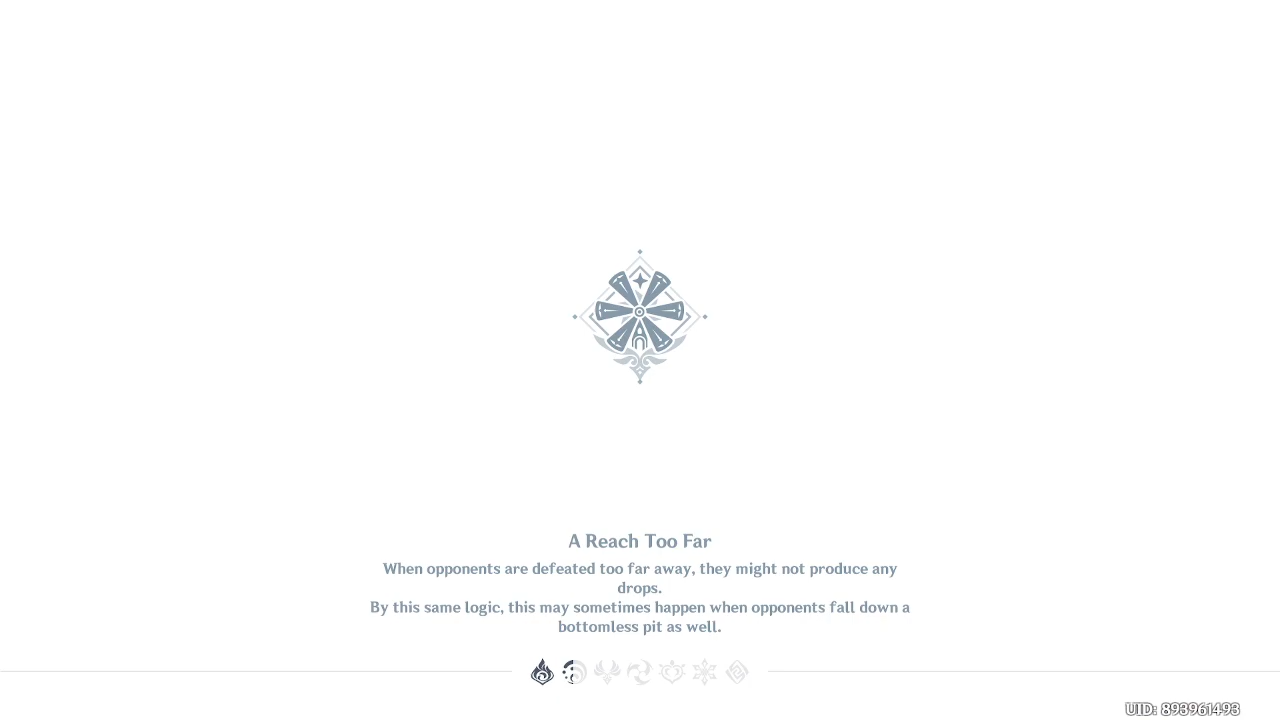 A Reach Too Far
When opponents are defeated too far away, they might not produce any
drops.
By this same logic, this may sometimes happen when opponents fall down a
bottomless pit as well.
UID: 893961493